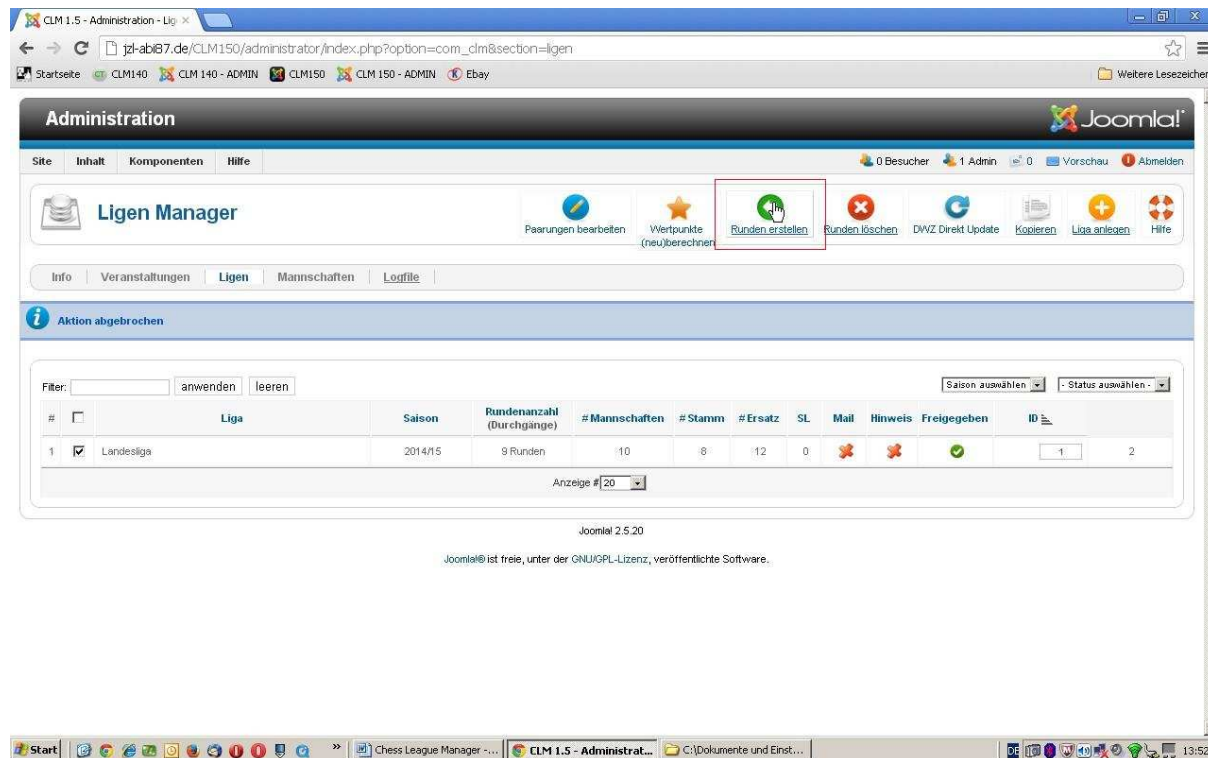 CLM 1.5 - Administration - Lig
jzl-abi87.de/CLM150/administrator/index.php?option=com_clm&section=ligen
Startseite CLM140 CLM 140 - ADMIN CLM150 CLM 150 - ADMIN Ebay Weitere Lesezeichen
Administration Joomla!
Site Inhalt Komponenten Hilfe 0 Besucher 1 Admin 0 Vorschau Abmelden
Ligen Manager
Paarungen bearbeiten Wertpunkte (neu)berechnen Runden erstellen Runden löschen DWZ Direkt Update Kopieren Liga anlegen Hilfe
Info Veranstaltungen Ligen Mannschaften Logfile
Aktion abgebrochen
Filter: anwenden leeren Saison auswählen - Status auswählen -
# Liga Saison Rundenanzahl (Durchgänge) # Mannschaften # Stamm # Ersatz SL Mail Hinweis Freigegeben ID
1 Landesliga 2014/15 9 Runden 10 8 12 0 1 2
Anzeige # 20
Joomla! 2.5.20
Joomla!® ist freie, unter der GNU/GPL-Lizenz, veröffentlichte Software.
Start Chess League Manager -... CLM 1.5 - Administrat... C:\Dokumente und Einst... DE 13:52